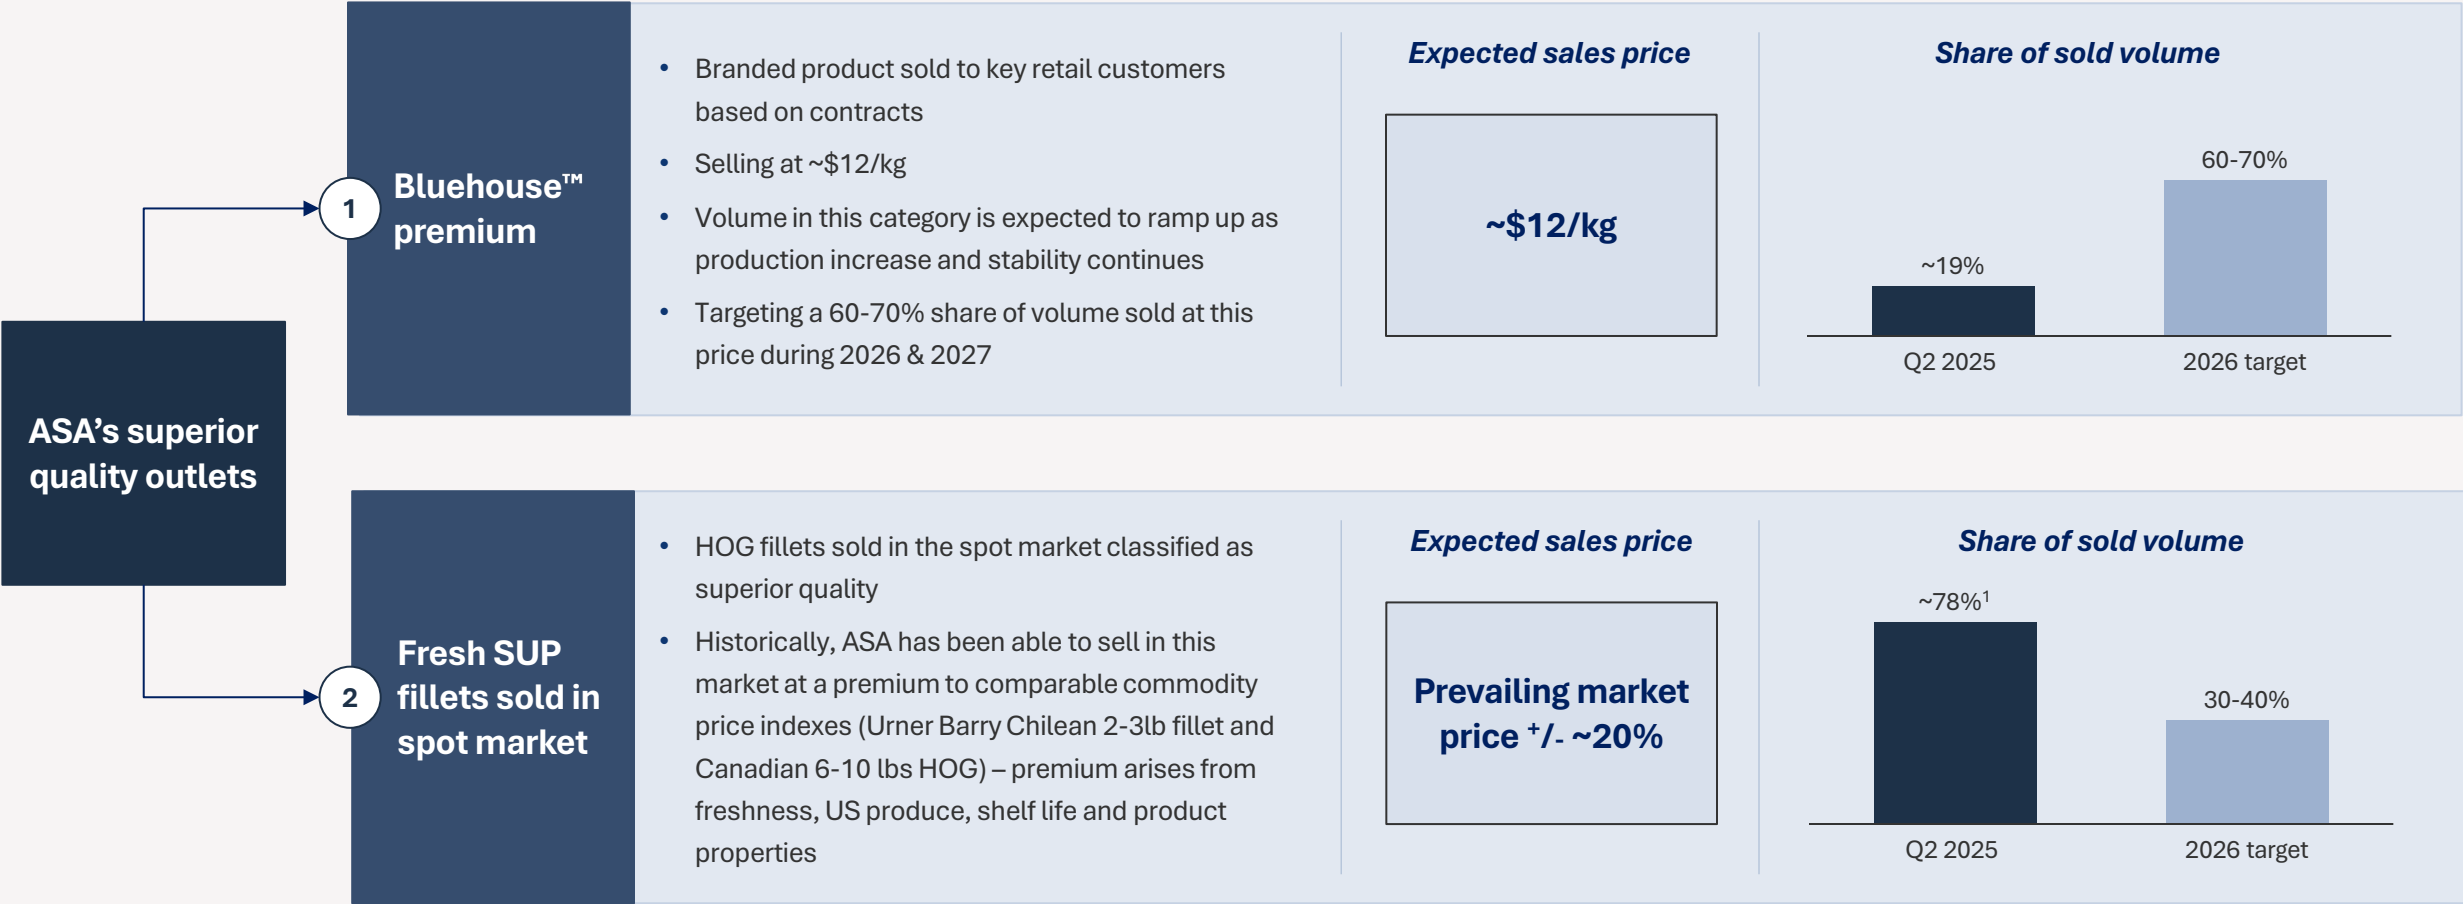 ASA’s superior
quality outlets
1
Bluehouse™
premium
• Branded product sold to key retail customers
based on contracts
• Selling at ~$12/kg
• Volume in this category is expected to ramp up as
production increase and stability continues
• Targeting a 60-70% share of volume sold at this
price during 2026 & 2027
Expected sales price
~$12/kg
Share of sold volume
~19%
60-70%
Q2 2025
2026 target
2
Fresh SUP
fillets sold in
spot market
• HOG fillets sold in the spot market classified as
superior quality
• Historically, ASA has been able to sell in this
market at a premium to comparable commodity
price indexes (Urner Barry Chilean 2-3lb fillet and
Canadian 6-10 lbs HOG) – premium arises from
freshness, US produce, shelf life and product
properties
Expected sales price
Prevailing market
price ⁺/- ~20%
Share of sold volume
~78%¹
30-40%
Q2 2025
2026 target